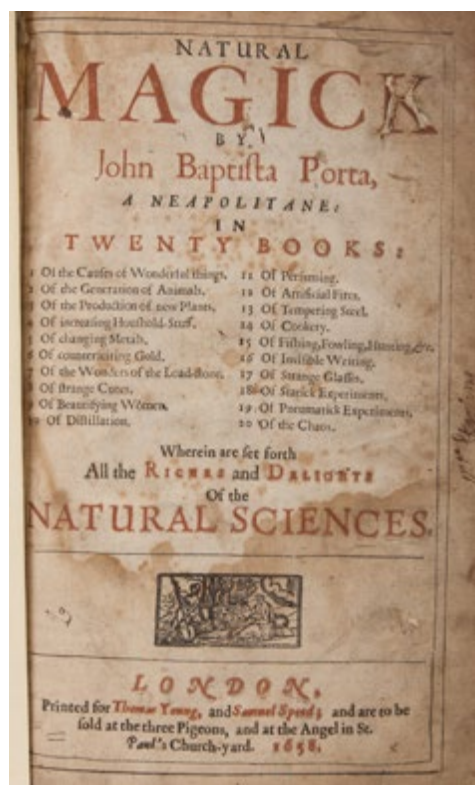 NATURAL
MAGICK
BY
John Baptista Porta,
A NEAPOLITANE:
IN
TWENTY BOOKS:
1 Of the Causes of Wonderful things.
2 Of the Generation of Animals.
3 Of the Production of new Plants.
4 Of increasing Houshold-Stuff.
5 Of changing Metals.
6 Of counterfeiting Gold.
7 Of the Wonders of the Load-stone.
8 Of strange Cures.
9 Of Beautifying Women.
10 Of Distillation.
11 Of Perfuming.
12 Of Artificial Fires.
13 Of Tempering Steel.
14 Of Cookery.
15 Of Fishing, Fowling, Hunting, &c.
16 Of Invisible Writing.
17 Of Strange Glasses.
18 Of Statick Experiments.
19 Of Pneumatick Experiments.
20 Of the Chaos.
Wherein are set forth
All the RICHES and DELIGHTS
Of the
NATURAL SCIENCES.
LONDON,
Printed for Thomas Young, and Samuel Speed; and are to be
sold at the three Pigeons, and at the Angel in St.
Paul's Church-yard. 1658.